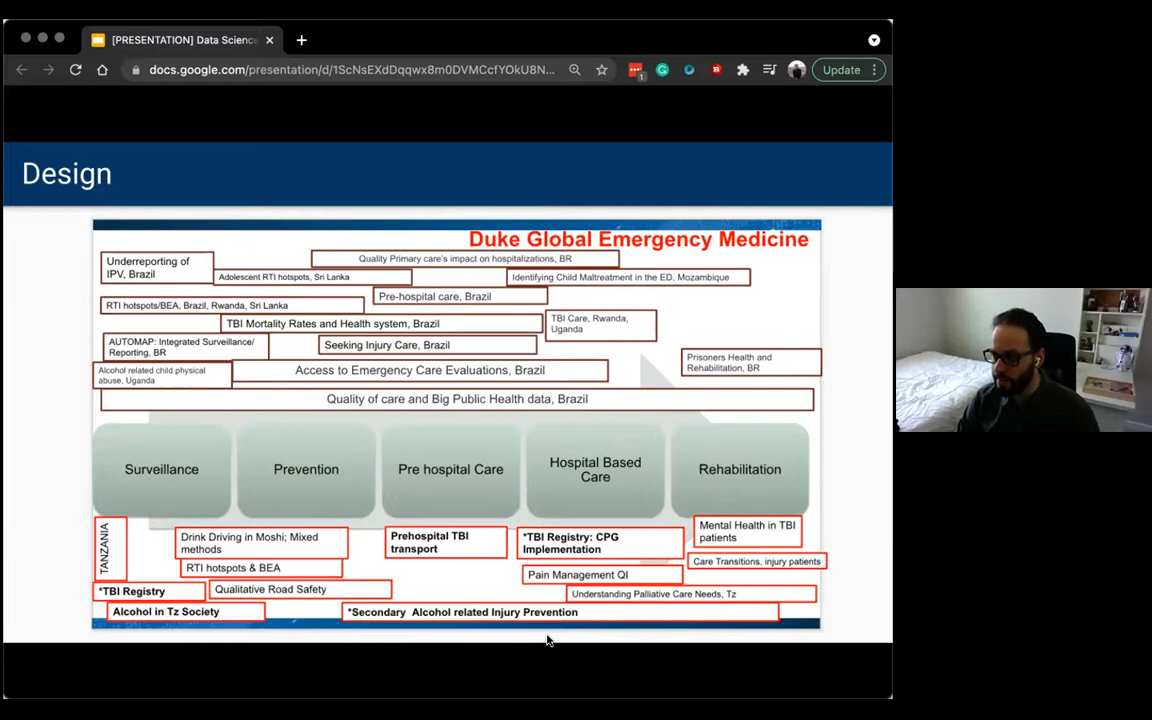 [PRESENTATION] Data Science
docs.google.com/presentation/d/1ScNsEXdDqqwx8m0DVMCcfYOkU8N...
1
Update
Design
Duke Global Emergency Medicine
Underreporting of
IPV, Brazil
Quality Primary care's impact on hospitalizations, BR
Adolescent RTI hotspots, Sri Lanka
Identifying Child Maltreatment in the ED, Mozambique
Pre-hospital care, Brazil
RTI hotspots/BEA, Brazil, Rwanda, Sri Lanka
TBI Mortality Rates and Health system, Brazil
TBI Care, Rwanda,
Uganda
AUTOMAP: Integrated Surveillance/
Reporting, BR
Seeking Injury Care, Brazil
Prisoners Health and
Rehabilitation, BR
Alcohol related child physical
abuse, Uganda
Access to Emergency Care Evaluations, Brazil
Quality of care and Big Public Health data, Brazil
Surveillance
Prevention
Pre hospital Care
Hospital Based
Care
Rehabilitation
TANZANIA
Drink Driving in Moshi; Mixed
methods
Prehospital TBI
transport
*TBI Registry: CPG
Implementation
Mental Health in TBI
patients
RTI hotspots & BEA
Care Transitions, injury patients
Pain Management QI
*TBI Registry
Qualitative Road Safety
Understanding Palliative Care Needs, Tz
Alcohol in Tz Society
*Secondary Alcohol related Injury Prevention